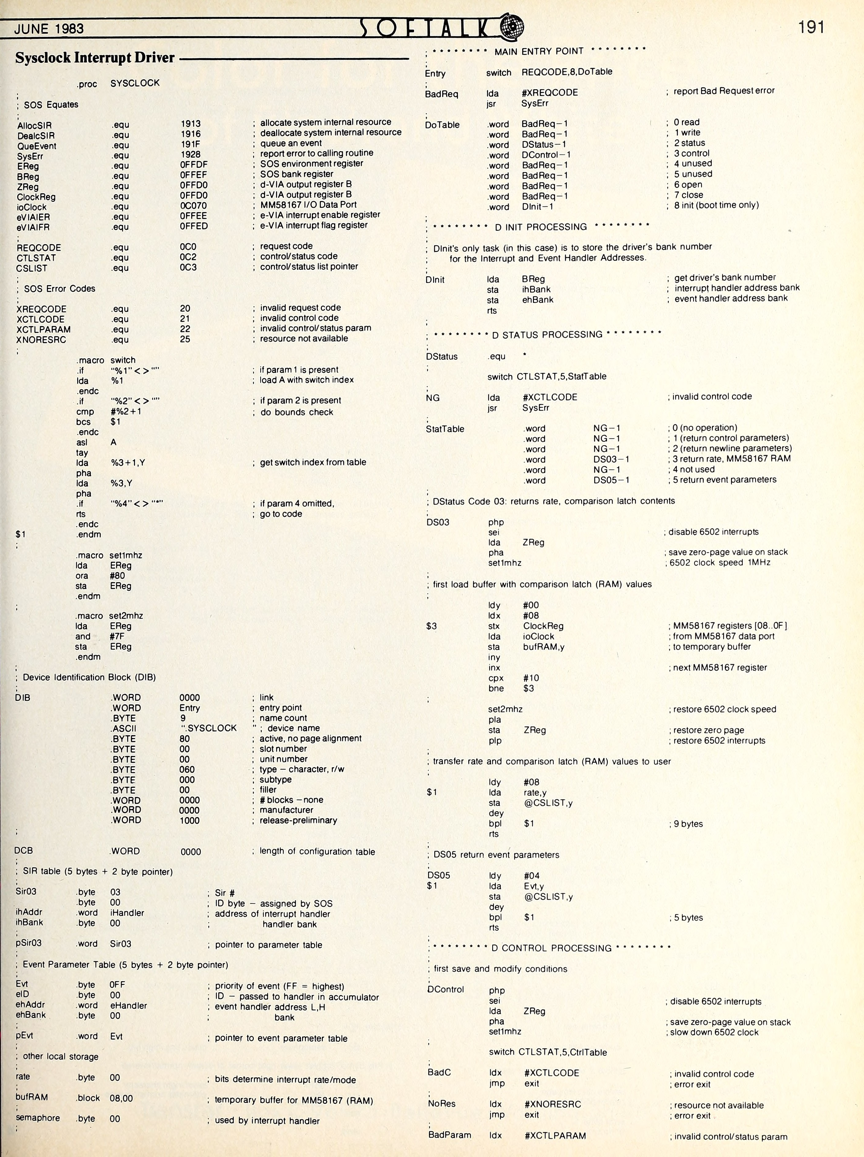 JUNE 1983
SOFTALK
191
Sysclock Interrupt Driver
.proc SYSCLOCK
;
; SOS Equates
;
AllocSIR .equ 1913 ; allocate system internal resource
DealcSIR .equ 1916 ; deallocate system internal resource
QueEvent .equ 191F ; queue an event
SysErr .equ 1928 ; report error to calling routine
EReg .equ 0FFDF ; SOS environment register
BReg .equ 0FFEF ; SOS bank register
ZReg .equ 0FFD0 ; d-VIA output register B
ClockReg .equ 0FFD0 ; d-VIA output register B
ioClock .equ 0C070 ; MM58167 I/O Data Port
eVIAIER .equ 0FFEE ; e-VIA interrupt enable register
eVIAIFR .equ 0FFED ; e-VIA interrupt flag register
;
REQCODE .equ 0C0 ; request code
CTLSTAT .equ 0C2 ; control/status code
CSLIST .equ 0C3 ; control/status list pointer
;
; SOS Error Codes
;
XREQCODE .equ 20 ; invalid request code
XCTLCODE .equ 21 ; invalid control code
XCTLPARAM .equ 22 ; invalid control/status param
XNORESRC .equ 25 ; resource not available
;
.macro switch
.if "%1"< >"" ; if param 1 is present
lda %1 ; load A with switch index
.endc
.if "%2"< >"" ; if param 2 is present
cmp #%2+1 ; do bounds check
bcs $1
.endc
asl A
tay
lda %3+1,Y ; get switch index from table
pha
lda %3,Y
pha
.if "%4"< >"*" ; if param 4 omitted,
rts ; go to code
.endc
$1 .endm
;
.macro set1mhz
lda EReg
ora #80
sta EReg
.endm
;
.macro set2mhz
lda EReg
and #7F
sta EReg
.endm
;
; Device Identification Block (DIB)
;
DIB .WORD 0000 ; link
.WORD Entry ; entry point
.BYTE 9 ; name count
.ASCII ".SYSCLOCK " ; device name
.BYTE 80 ; active, no page alignment
.BYTE 00 ; slot number
.BYTE 00 ; unit number
.BYTE 060 ; type – character, r/w
.BYTE 000 ; subtype
.BYTE 00 ; filler
.WORD 0000 ; # blocks –none
.WORD 0000 ; manufacturer
.WORD 1000 ; release-preliminary
;
DCB .WORD 0000 ; length of configuration table
;
; SIR table (5 bytes + 2 byte pointer)
;
Sir03 .byte 03 ; Sir #
.byte 00 ; ID byte – assigned by SOS
ihAddr .word iHandler ; address of interrupt handler
ihBank .byte 00 ; handler bank
;
pSir03 .word Sir03 ; pointer to parameter table
;
; Event Parameter Table (5 bytes + 2 byte pointer)
;
Evt .byte 0FF ; priority of event (FF = highest)
eID .byte 00 ; ID – passed to handler in accumulator
ehAddr .word eHandler ; event handler address L,H
ehBank .byte 00 ; bank
;
pEvt .word Evt ; pointer to event parameter table
;
; other local storage
;
rate .byte 00 ; bits determine interrupt rate/mode
;
bufRAM .block 08,00 ; temporary buffer for MM58167 (RAM)
;
semaphore .byte 00 ; used by interrupt handler
;
; * * * * * * * * MAIN ENTRY POINT * * * * * * * *
;
Entry switch REQCODE,8,DoTable
;
BadReq lda #XREQCODE ; report Bad Request error
jsr SysErr
;
DoTable .word BadReq–1 ; 0 read
.word BadReq–1 ; 1 write
.word DStatus–1 ; 2 status
.word DControl–1 ; 3 control
.word BadReq–1 ; 4 unused
.word BadReq–1 ; 5 unused
.word BadReq–1 ; 6 open
.word BadReq–1 ; 7 close
.word DInit–1 ; 8 init (boot time only)
;
; * * * * * * * * D INIT PROCESSING * * * * * * * *
;
; DInit's only task (in this case) is to store the driver's bank number
; for the Interrupt and Event Handler Addresses.
;
DInit lda BReg ; get driver's bank number
sta ihBank ; interrupt handler address bank
sta ehBank ; event handler address bank
rts
;
; * * * * * * * * D STATUS PROCESSING * * * * * * * *
;
DStatus .equ *
switch CTLSTAT,5,StatTable
;
NG lda #XCTLCODE ; invalid control code
jsr SysErr
;
StatTable .word NG–1 ; 0 (no operation)
.word NG–1 ; 1 (return control parameters)
.word NG–1 ; 2 (return newline parameters)
.word DS03–1 ; 3 return rate, MM58167 RAM
.word NG–1 ; 4 not used
.word DS05–1 ; 5 return event parameters
;
; DStatus Code 03: returns rate, comparison latch contents
;
DS03 php
sei ; disable 6502 interrupts
lda ZReg
pha ; save zero-page value on stack
set1mhz ; 6502 clock speed 1MHz
;
; first load buffer with comparison latch (RAM) values
;
ldy #00
ldx #08
$3 stx ClockReg ; MM58167 registers [08..0F]
lda ioClock ; from MM58167 data port
sta bufRAM,y ; to temporary buffer
iny
inx ; next MM58167 register
cpx #10
bne $3
;
set2mhz ; restore 6502 clock speed
pla
sta ZReg ; restore zero page
plp ; restore 6502 interrupts
;
; transfer rate and comparison latch (RAM) values to user
;
ldy #08
$1 lda rate,y
sta @CSLIST,y
dey
bpl $1 ; 9 bytes
rts
;
; DS05 return event parameters
;
DS05 ldy #04
$1 lda Evt,y
sta @CSLIST,y
dey
bpl $1 ; 5 bytes
rts
;
; * * * * * * * * D CONTROL PROCESSING * * * * * * * *
;
; first save and modify conditions
;
DControl php
sei ; disable 6502 interrupts
lda ZReg
pha ; save zero-page value on stack
set1mhz ; slow down 6502 clock
switch CTLSTAT,5,CtrlTable
;
BadC ldx #XCTLCODE ; invalid control code
jmp exit ; error exit
;
NoRes ldx #XNORESRC ; resource not available
jmp exit ; error exit
;
BadParam ldx #XCTLPARAM ; invalid control/status param